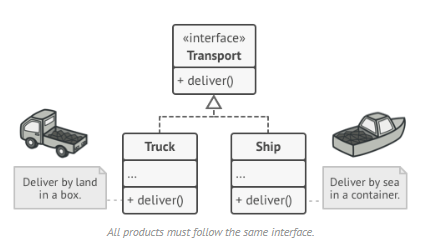 «interface»
Transport
+ deliver()
Truck
...
+ deliver()
Ship
...
+ deliver()
Deliver by land
in a box.
Deliver by sea
in a container.
All products must follow the same interface.